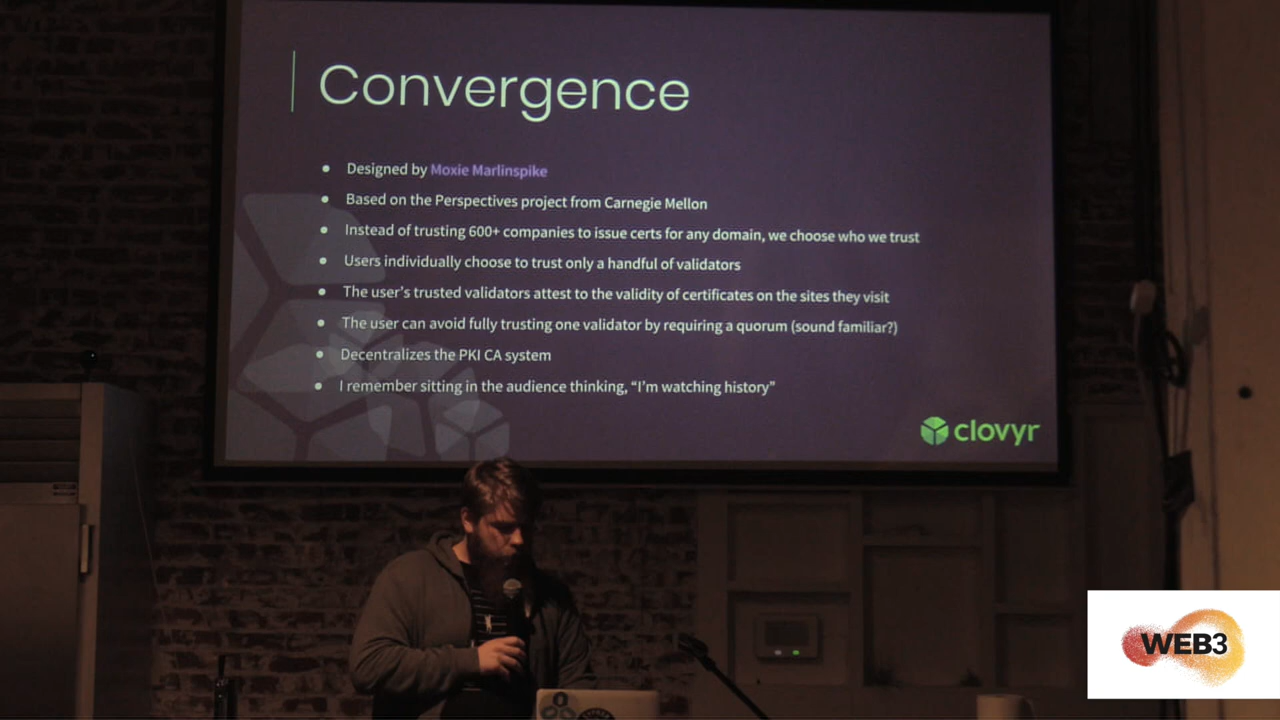 Convergence
• Designed by Moxie Marlinspike
• Based on the Perspectives project from Carnegie Mellon
• Instead of trusting 600+ companies to issue certs for any domain, we choose who we trust
• Users individually choose to trust only a handful of validators
• The user's trusted validators attest to the validity of certificates on the sites they visit
• The user can avoid fully trusting one validator by requiring a quorum (sound familiar?)
• Decentralizes the PKI CA system
• I remember sitting in the audience thinking, “I’m watching history”
clovyr
WEB3